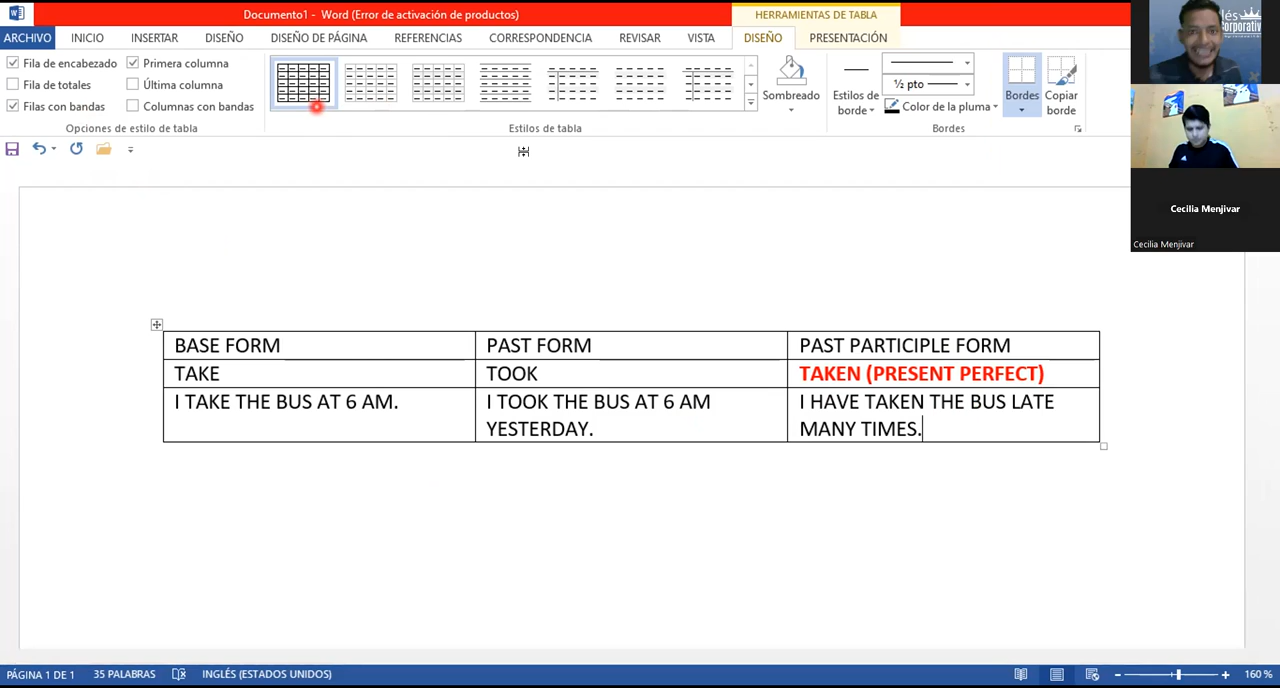 Documento1 - Word (Error de activación de productos)
HERRAMIENTAS DE TABLA
ARCHIVO INICIO INSERTAR DISEÑO DISEÑO DE PÁGINA REFERENCIAS CORRESPONDENCIA REVISAR VISTA DISEÑO PRESENTACIÓN
Fila de encabezado Primera columna
Fila de totales Última columna
Filas con bandas Columnas con bandas
Opciones de estilo de tabla
Estilos de tabla
Sombreado
Estilos de borde
½ pto
Color de la pluma
Bordes
Copiar borde
Bordes
Cecilia Menjivar
Cecilia Menjivar
BASE FORM PAST FORM PAST PARTICIPLE FORM
TAKE TOOK TAKEN (PRESENT PERFECT)
I TAKE THE BUS AT 6 AM. I TOOK THE BUS AT 6 AM I HAVE TAKEN THE BUS LATE
YESTERDAY. MANY TIMES.
PÁGINA 1 DE 1 35 PALABRAS INGLÉS (ESTADOS UNIDOS) 160 %